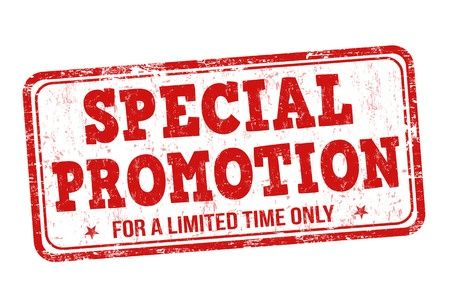 SPECIAL
PROMOTION
FOR A LIMITED TIME ONLY